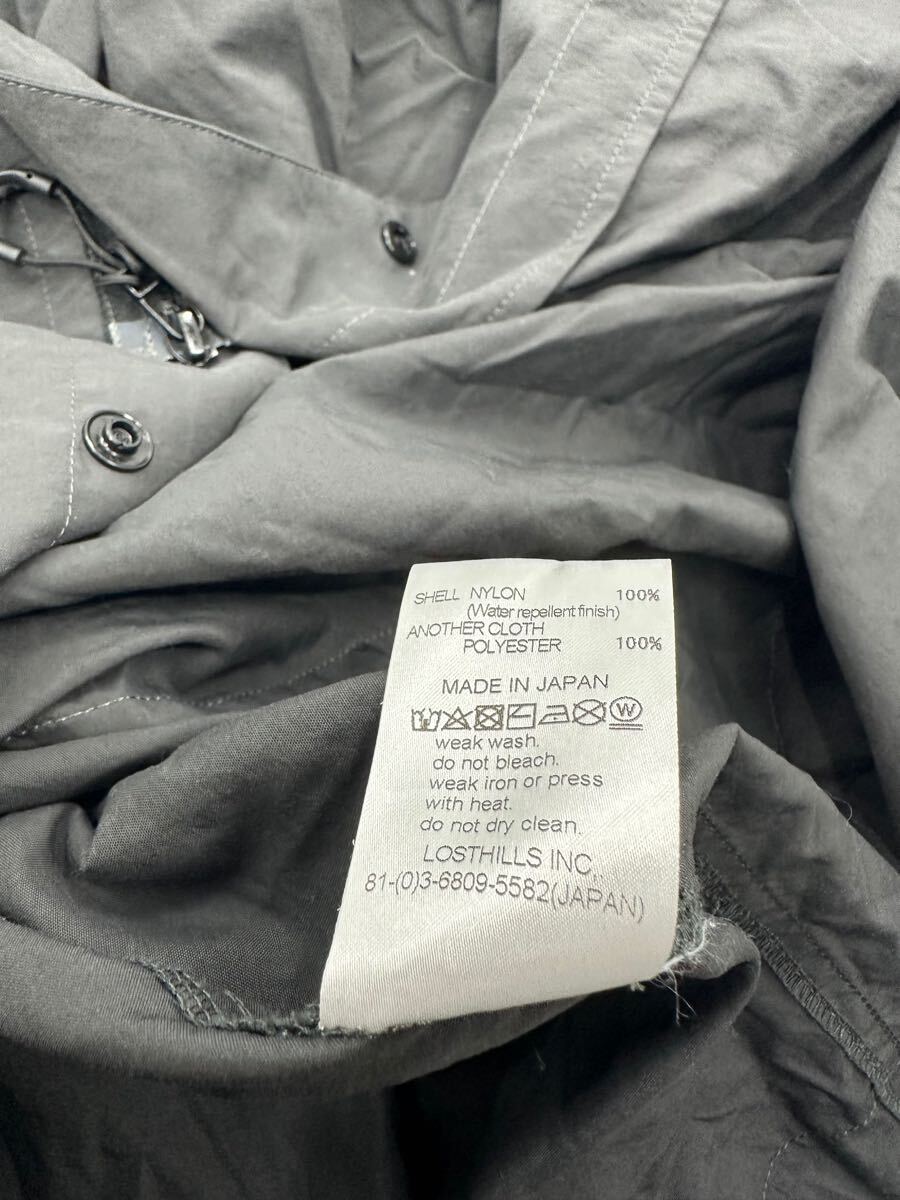 SHELL NYLON 100%
(Water repellent finish)
ANOTHER CLOTH
POLYESTER 100%
MADE IN JAPAN
W
weak wash.
do not bleach.
weak iron or press
with heat.
do not dry clean.
LOSTHILLS INC,.
81-(0)3-6809-5582(JAPAN)